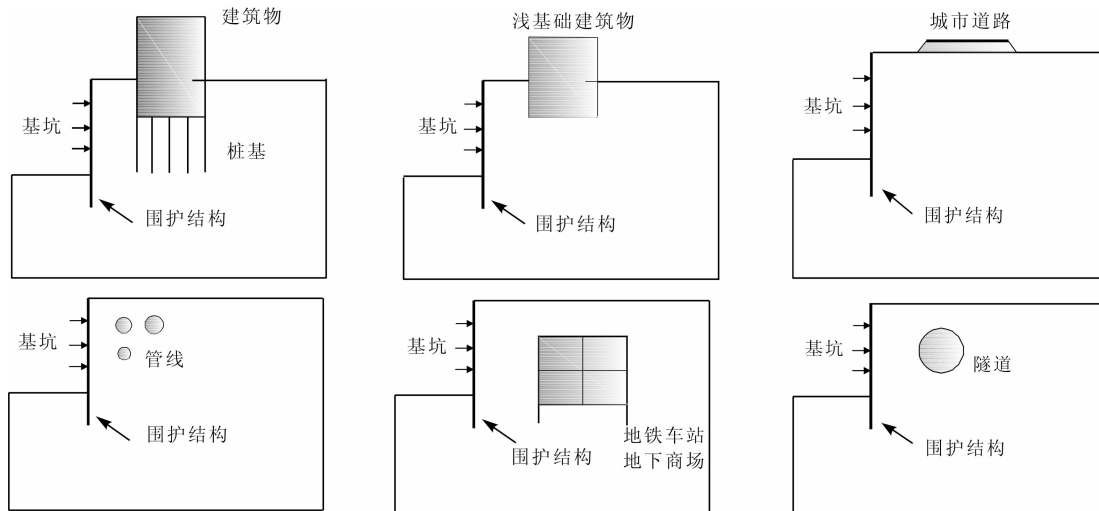 建筑物
基坑
桩基
围护结构
浅基础建筑物
基坑
围护结构
城市道路
基坑
围护结构
基坑
管线
围护结构
基坑
围护结构
地铁车站
地下商场
基坑
隧道
围护结构